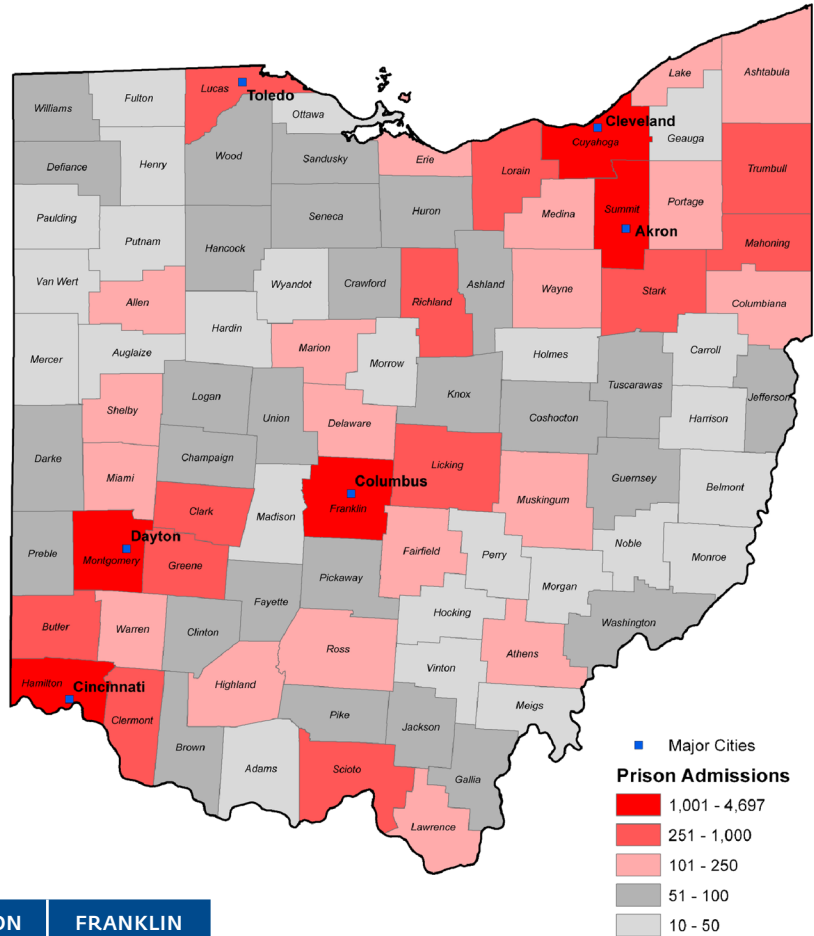 Lake
Ashtabula
Lucas
Fulton
Toledo
Williams
Ottawa
Cleveland
Geauga
Cuyahoga
Wood
Sandusky
Erie
Henry
Defiance
Lorain
Trumbull
Portage
Summit
Medina
Huron
Seneca
Paulding
Akron
Putnam
Hancock
Mahoning
Van Wert
Wyandot
Crawford
Ashland
Wayne
Stark
Richland
Allen
Columbiana
Hardin
Marion
Carroll
Auglaize
Holmes
Mercer
Morrow
Tuscarawas
Knox
Logan
Jefferson
Shelby
Union
Coshocton
Harrison
Delaware
Darke
Champaign
Licking
Miami
Guernsey
Columbus
Belmont
Muskingum
Franklin
Clark
Madison
Dayton
Noble
Preble
Fairfield
Perry
Monroe
Montgomery
Greene
Pickaway
Morgan
Fayette
Hocking
Washington
Butler
Warren
Clinton
Ross
Athens
Vinton
Hamilton
Cincinnati
Highland
Meigs
Clermont
Pike
Jackson
Brown
Adams
Scioto
Gallia
Lawrence
Major Cities
Prison Admissions
1,001 - 4,697
251 - 1,000
101 - 250
51 - 100
10 - 50
ON
FRANKLIN